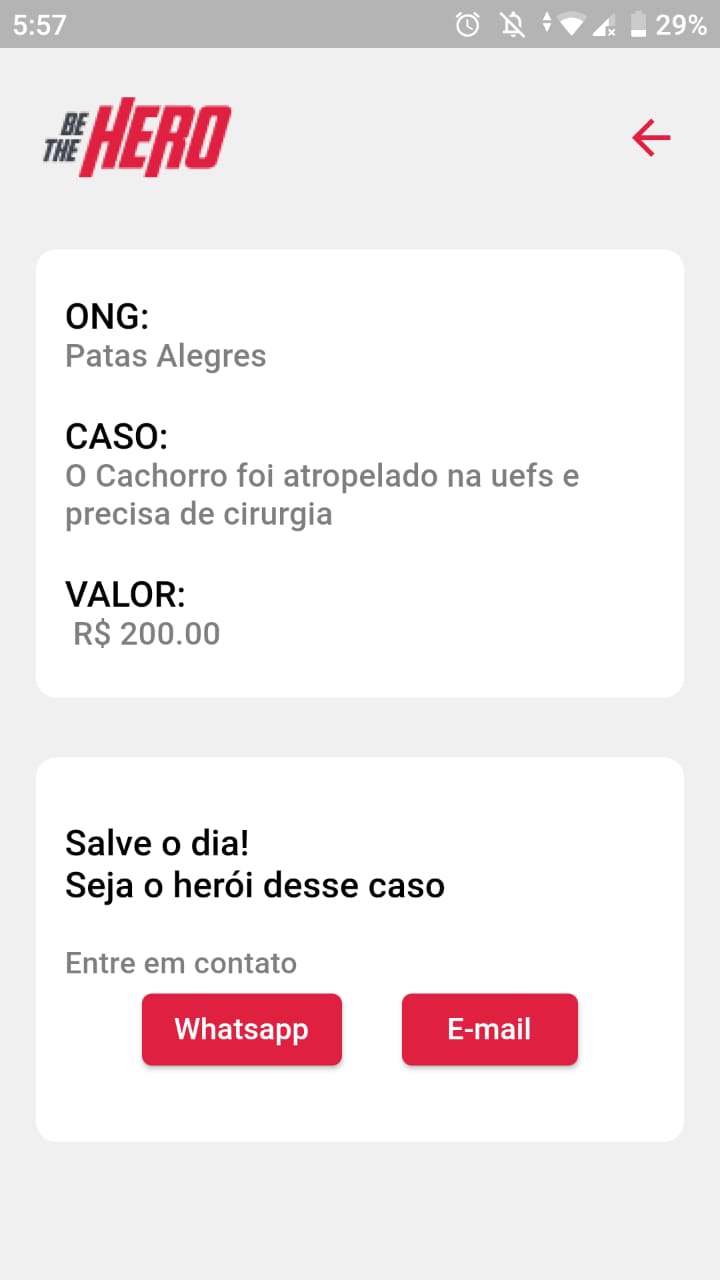 5:57
29%
BE
THE HERO
ONG:
Patas Alegres
CASO:
O Cachorro foi atropelado na uefs e
precisa de cirurgia
VALOR:
R$ 200.00
Salve o dia!
Seja o herói desse caso
Entre em contato
Whatsapp
E-mail